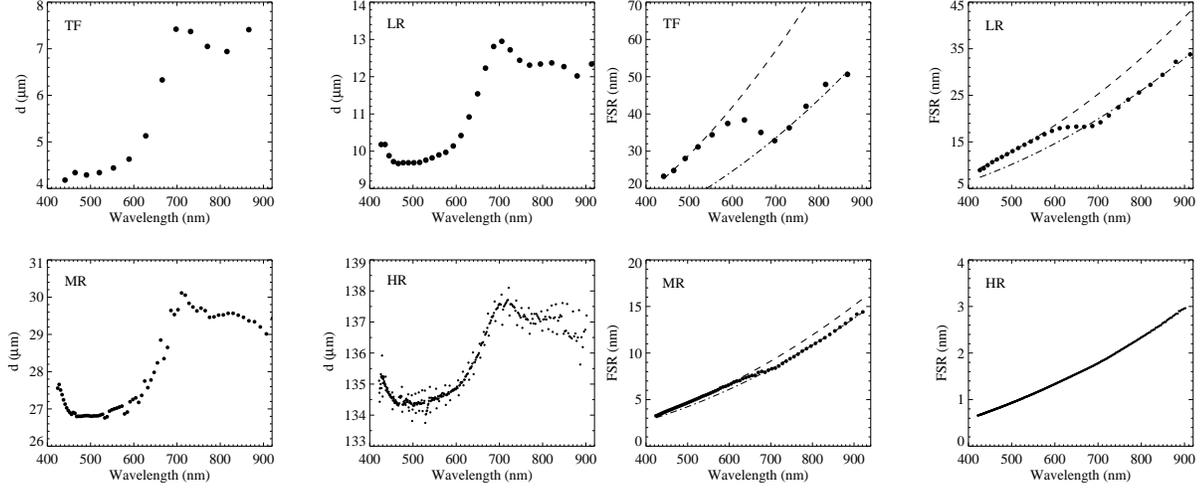 TF
8
7
6
5
4
d (μm)
400 500 600 700 800 900
Wavelength (nm)
LR
14
13
12
11
10
9
d (μm)
400 500 600 700 800 900
Wavelength (nm)
TF
70
60
50
40
30
20
FSR (nm)
400 500 600 700 800 900
Wavelength (nm)
LR
45
35
25
15
5
FSR (nm)
400 500 600 700 800 900
Wavelength (nm)
MR
31
30
29
28
27
26
d (μm)
400 500 600 700 800 900
Wavelength (nm)
HR
139
138
137
136
135
134
133
d (μm)
400 500 600 700 800 900
Wavelength (nm)
MR
20
15
10
5
0
FSR (nm)
400 500 600 700 800 900
Wavelength (nm)
HR
4
3
2
1
0
FSR (nm)
400 500 600 700 800 900
Wavelength (nm)